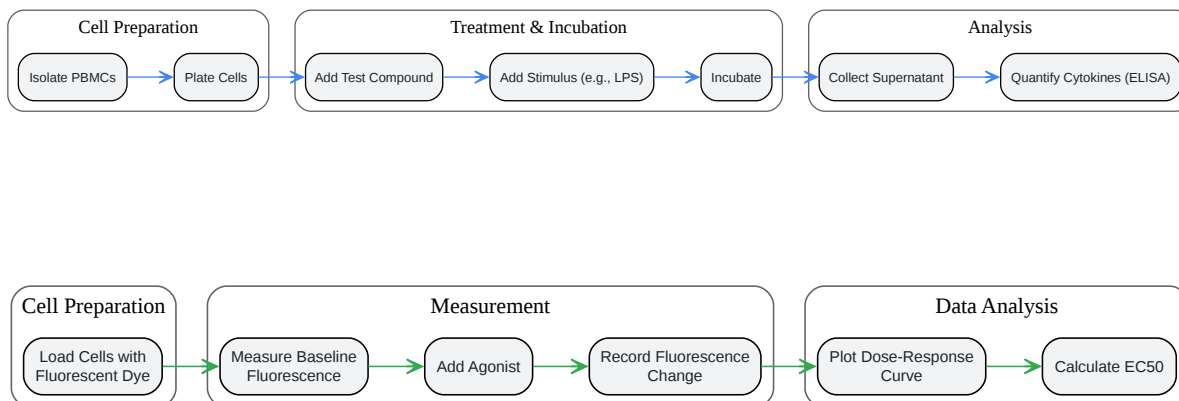 Cell Preparation
Treatment & Incubation
Analysis
Isolate PBMCs
Plate Cells
Add Test Compound
Add Stimulus (e.g., LPS)
Incubate
Collect Supernatant
Quantify Cytokines (ELISA)
Cell Preparation
Measurement
Data Analysis
Load Cells with
Fluorescent Dye
Measure Baseline
Fluorescence
Add Agonist
Record Fluorescence
Change
Plot Dose-Response
Curve
Calculate EC50